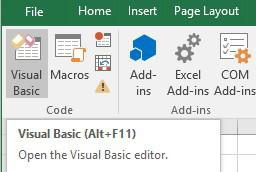 File Home Insert Page Layout
Visual Macros Add- Excel COM
Basic ins Add-ins Add-ins
Code Add-ins
Visual Basic (Alt+F11)
Open the Visual Basic editor.